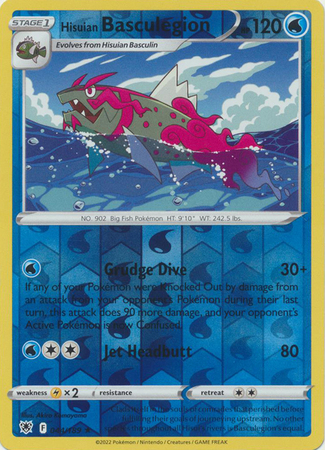 STAGE 1
Hisuian Basculegion 120
Evolves from Hisuian Basculin
NO. 902 Big Fish Pokémon HT: 9'10" WT: 242.5 lbs.
Grudge Dive 30+
If any of your Pokémon were Knocked Out by damage from
an attack from your opponent's Pokémon during their last
turn, this attack does 90 more damage, and your opponent's
Active Pokémon is now Confused.
Jet Headbutt 80
weakness ×2 resistance retreat
F
©2022 Pokémon / Nintendo / Creatures / GAME FREAK